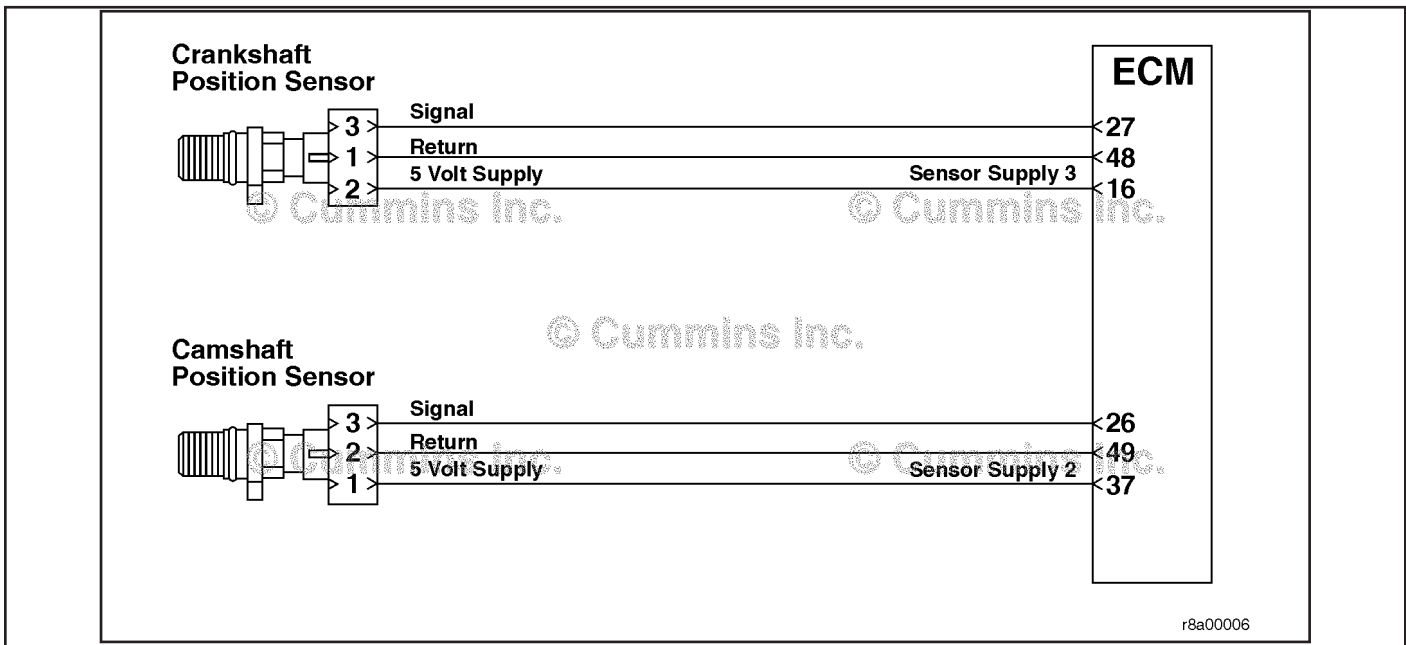 Crankshaft
Position Sensor
ECM
3 Signal 27
1 Return 48
2 5 Volt Supply Sensor Supply 3 16
© Cummins Inc. © Cummins Inc.
© Cummins Inc.
Camshaft
Position Sensor
3 Signal 26
2 Return 49
© Cummins Inc. © Cummins Inc.
1 5 Volt Supply Sensor Supply 2 37
r8a00006